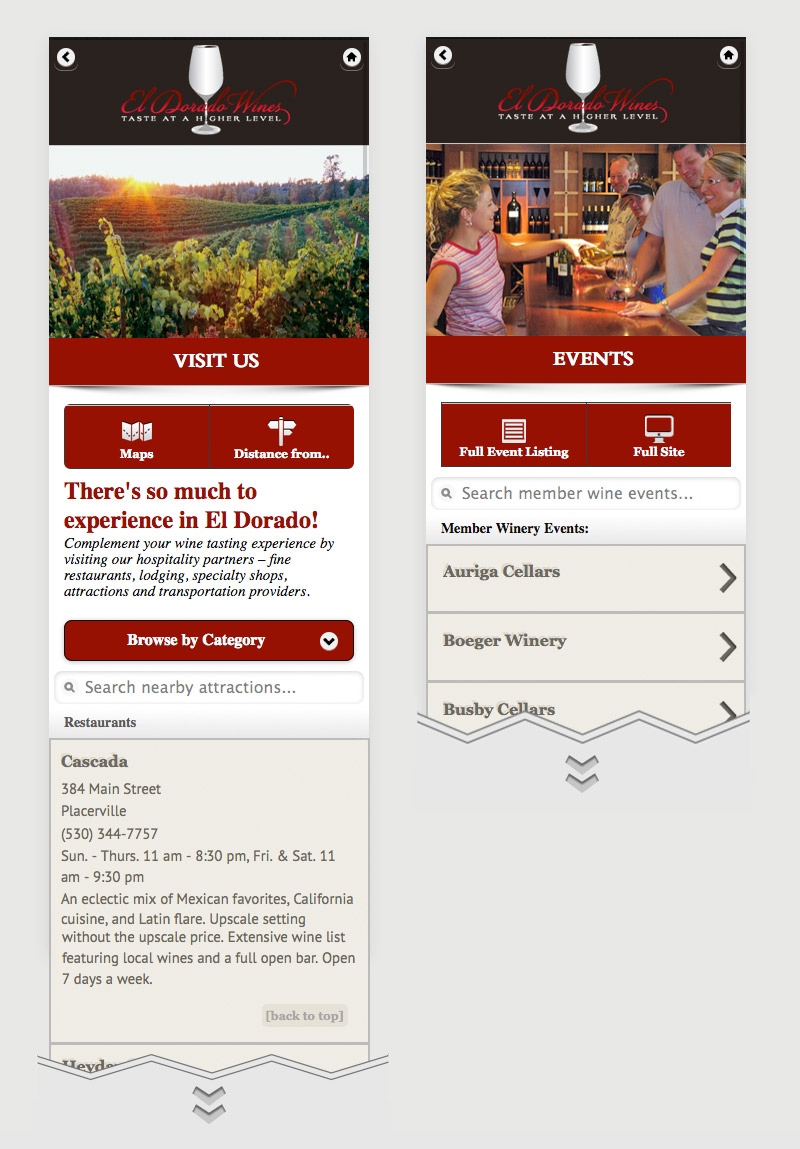 El Dorado Wines
TASTE AT A HIGHER LEVEL
VISIT US
Maps
Distance from..
There's so much to
experience in El Dorado!
Complement your wine tasting experience by
visiting our hospitality partners – fine
restaurants, lodging, specialty shops,
attractions and transportation providers.
Browse by Category
Search nearby attractions...
Restaurants
Cascada
384 Main Street
Placerville
(530) 344-7757
Sun. - Thurs. 11 am - 8:30 pm, Fri. & Sat. 11
am - 9:30 pm
An eclectic mix of Mexican favorites, California
cuisine, and Latin flare. Upscale setting
without the upscale price. Extensive wine list
featuring local wines and a full open bar. Open
7 days a week.
[back to top]
El Dorado Wines
TASTE AT A HIGHER LEVEL
EVENTS
Full Event Listing
Full Site
Search member wine events...
Member Winery Events:
Auriga Cellars
Boeger Winery
Busby Cellars